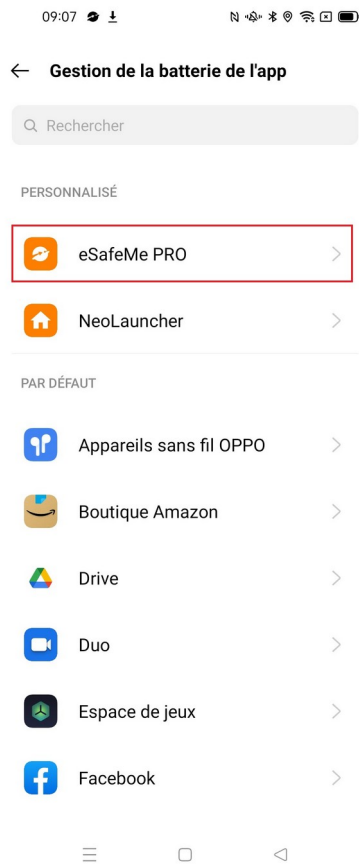 09:07
Gestion de la batterie de l'app
Rechercher
PERSONNALISÉ
eSafeMe PRO
NeoLauncher
PAR DÉFAUT
Appareils sans fil OPPO
Boutique Amazon
Drive
Duo
Espace de jeux
Facebook